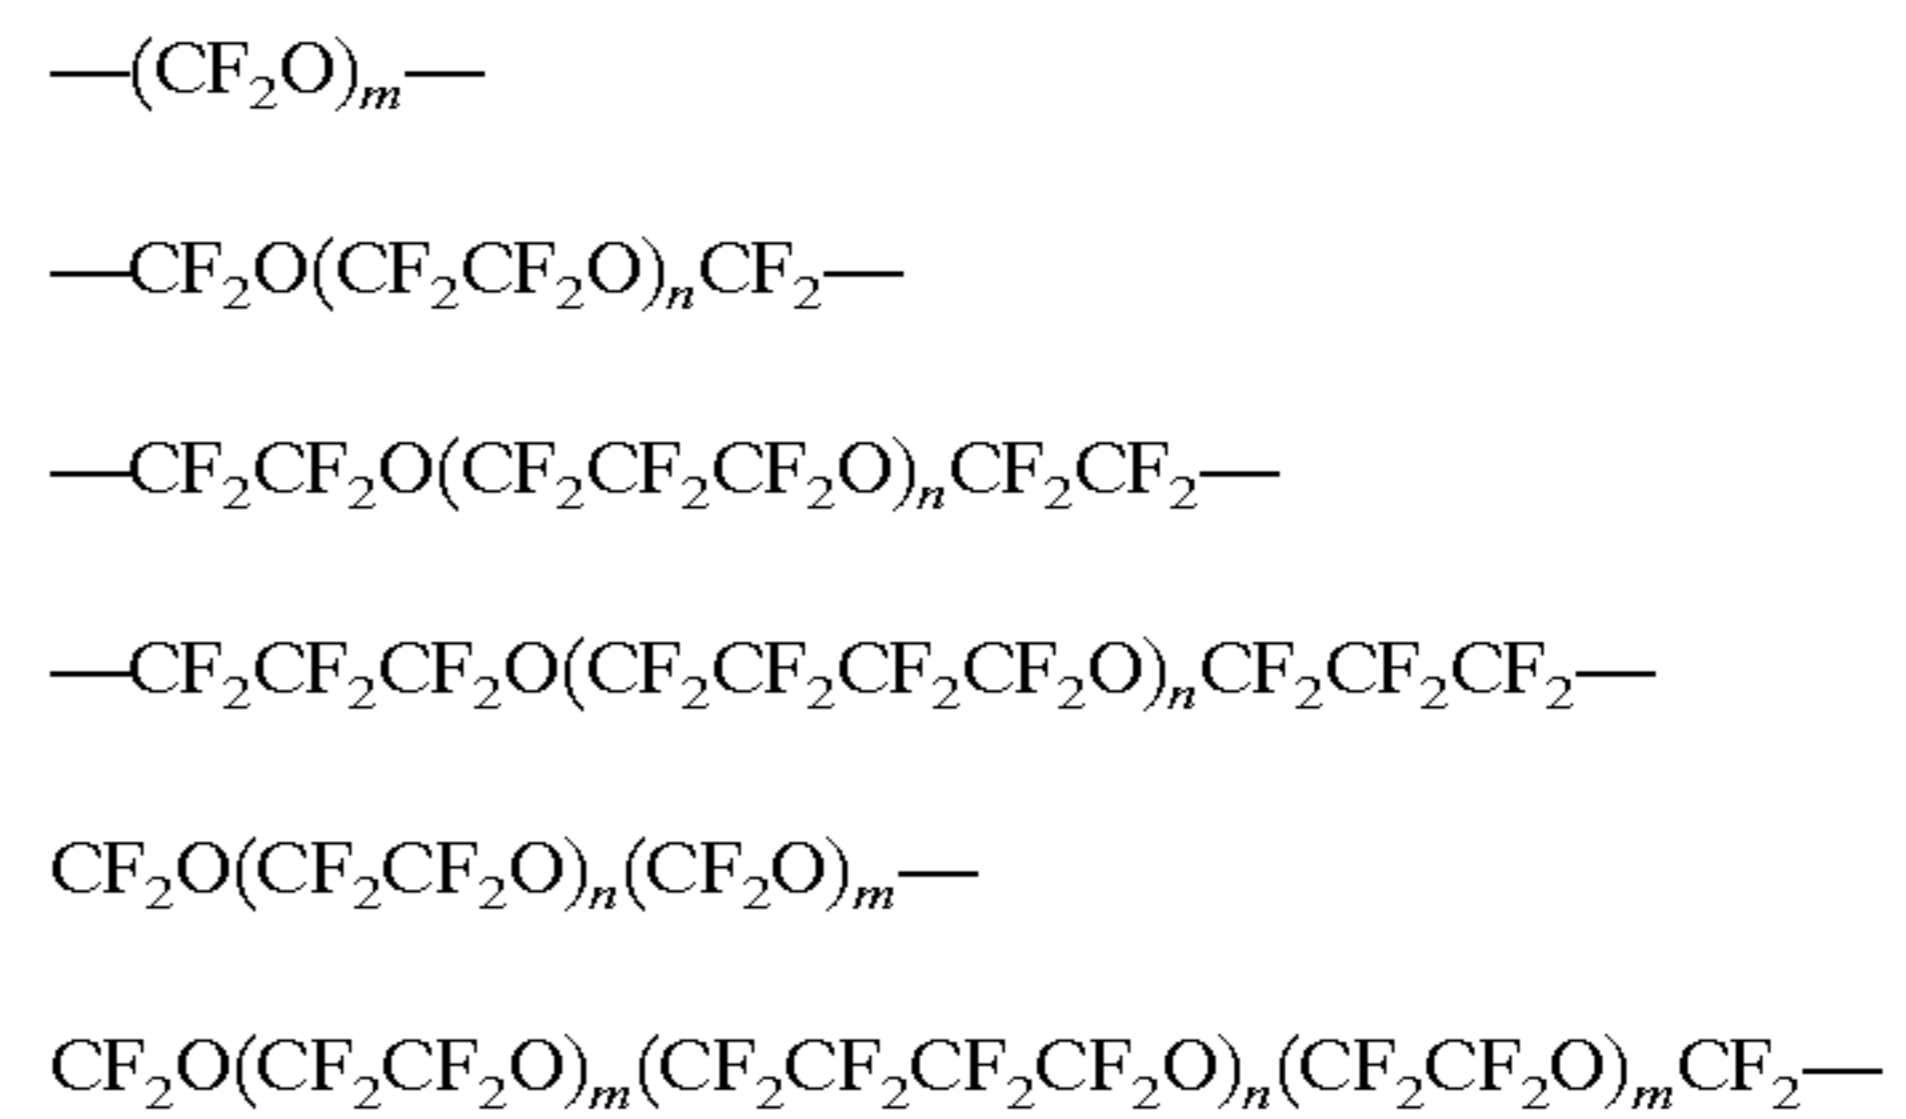 —(CF₂O)ₘ—
—CF₂O(CF₂CF₂O)ₙCF₂—
—CF₂CF₂O(CF₂CF₂CF₂O)ₙCF₂CF₂—
—CF₂CF₂CF₂O(CF₂CF₂CF₂CF₂O)ₙCF₂CF₂CF₂—
CF₂O(CF₂CF₂O)ₙ(CF₂O)ₘ—
CF₂O(CF₂CF₂O)ₘ(CF₂CF₂CF₂CF₂O)ₙ(CF₂CF₂O)ₘCF₂—